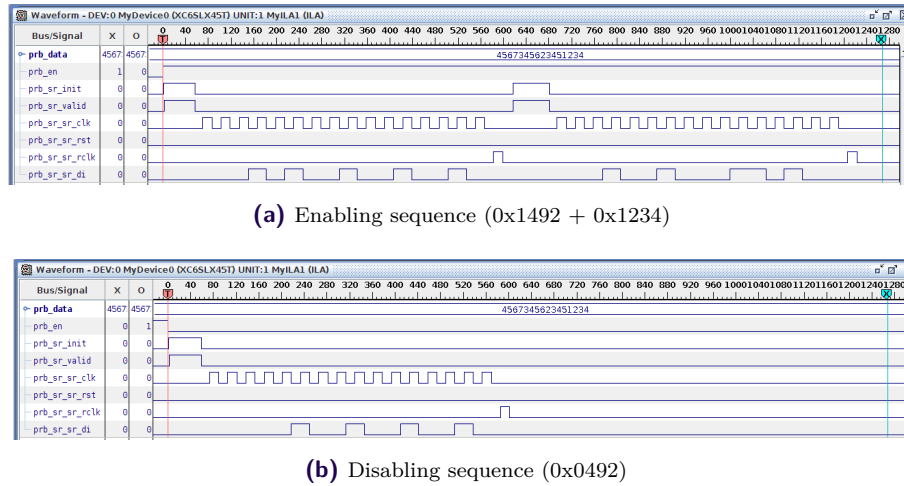 Waveform - DEV:0 MyDevice0 (XC6SLX45T) UNIT:1 MyILA1 (ILA)
Bus/Signal X O 0 40 80 120 160 200 240 280 320 360 400 440 480 520 560 600 640 680 720 760 800 840 880 920 960 1000 1040 1080 1120 1160 1200 1240 1280
prb_data 4567 4567 4567345623451234
prb_en 1 0
prb_sr_init 0 0
prb_sr_valid 0 0
prb_sr_sr_clk 0 0
prb_sr_sr_rst 0 0
prb_sr_sr_rclk 0 0
prb_sr_sr_di 0 0
(a) Enabling sequence (0x1492 + 0x1234)
Waveform - DEV:0 MyDevice0 (XC6SLX45T) UNIT:1 MyILA1 (ILA)
Bus/Signal X O 0 40 80 120 160 200 240 280 320 360 400 440 480 520 560 600 640 680 720 760 800 840 880 920 960 1000 1040 1080 1120 1160 1200 1240 1280
prb_data 4567 4567 4567345623451234
prb_en 0 1
prb_sr_init 0 0
prb_sr_valid 0 0
prb_sr_sr_clk 0 0
prb_sr_sr_rst 0 0
prb_sr_sr_rclk 0 0
prb_sr_sr_di 0 0
(b) Disabling sequence (0x0492)